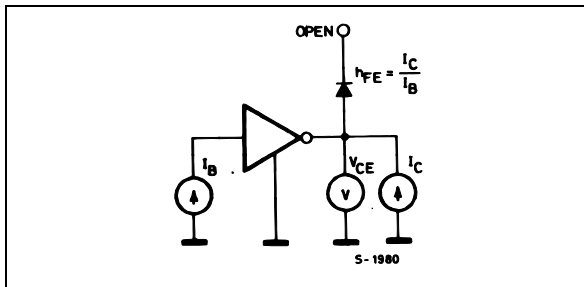 OPEN
hFE = IC / IB
IB
VCE
IC
V
S-1980